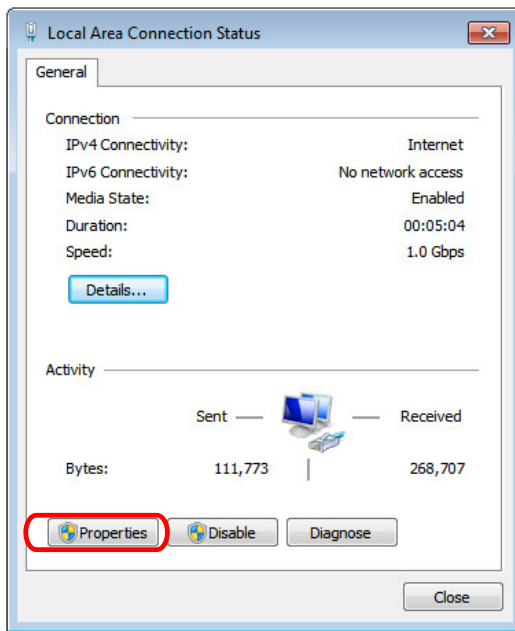 Local Area Connection Status
General
Connection
IPv4 Connectivity: Internet
IPv6 Connectivity: No network access
Media State: Enabled
Duration: 00:05:04
Speed: 1.0 Gbps
Details...
Activity
Sent Received
Bytes: 111,773 268,707
Properties Disable Diagnose
Close